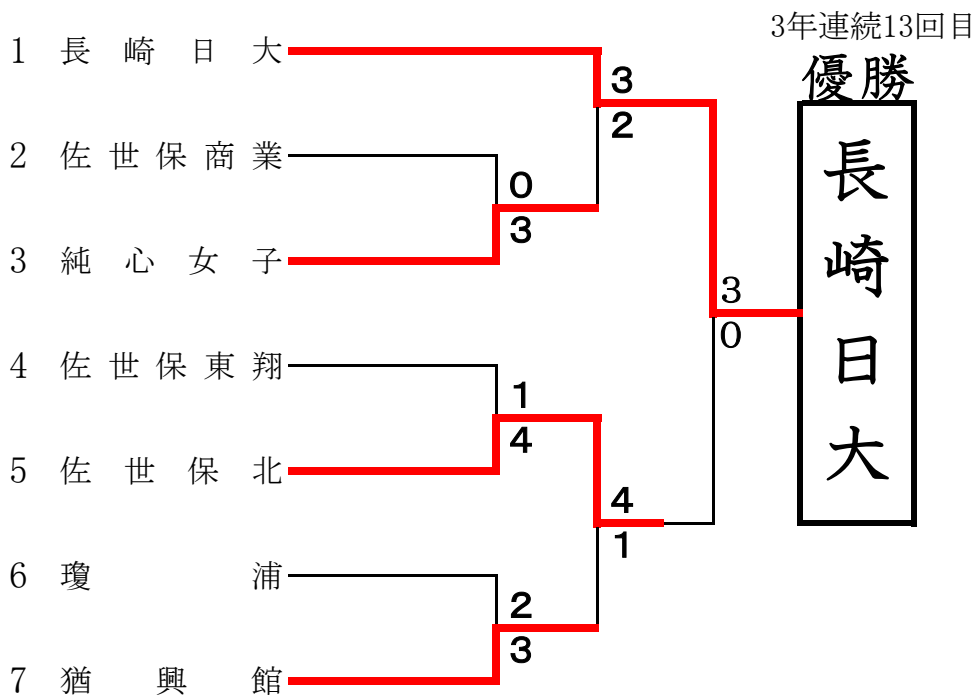 3年連続13回目
優勝
長崎日大
1 長崎日大
3
2
2 佐世保商業
0
3
3 純心女子
3
0
4 佐世保東翔
1
4
5 佐世保北
4
1
6 瓊浦
2
3
7 猶興館